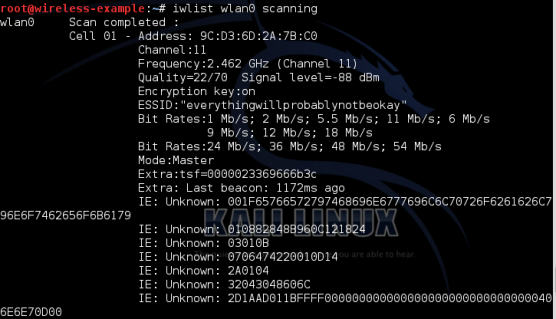 root@wireless-example:~# iwlist wlan0 scanning
wlan0 Scan completed :
Cell 01 - Address: 9C:D3:6D:2A:7B:C0
Channel:11
Frequency:2.462 GHz (Channel 11)
Quality=22/70 Signal level=-88 dBm
Encryption key:on
ESSID:"everythingwillprobablynotbeokay"
Bit Rates:1 Mb/s; 2 Mb/s; 5.5 Mb/s; 11 Mb/s; 6 Mb/s
9 Mb/s; 12 Mb/s; 18 Mb/s
Bit Rates:24 Mb/s; 36 Mb/s; 48 Mb/s; 54 Mb/s
Mode:Master
Extra:tsf=0000023369666b3c
Extra: Last beacon: 1172ms ago
IE: Unknown: 001F65766572797468696E6777696C6C70726F6261626C7
96E6F7462656F6B6179
IE: Unknown: 010882848B960C121824
KALI LINUX
IE: Unknown: 03010B
IE: Unknown: 0706474220010D14
you are able to hear
IE: Unknown: 2A0104
IE: Unknown: 32043048606C
IE: Unknown: 2D1AAD011BFFFF00000000000000000000000000000040
6E6E70D00